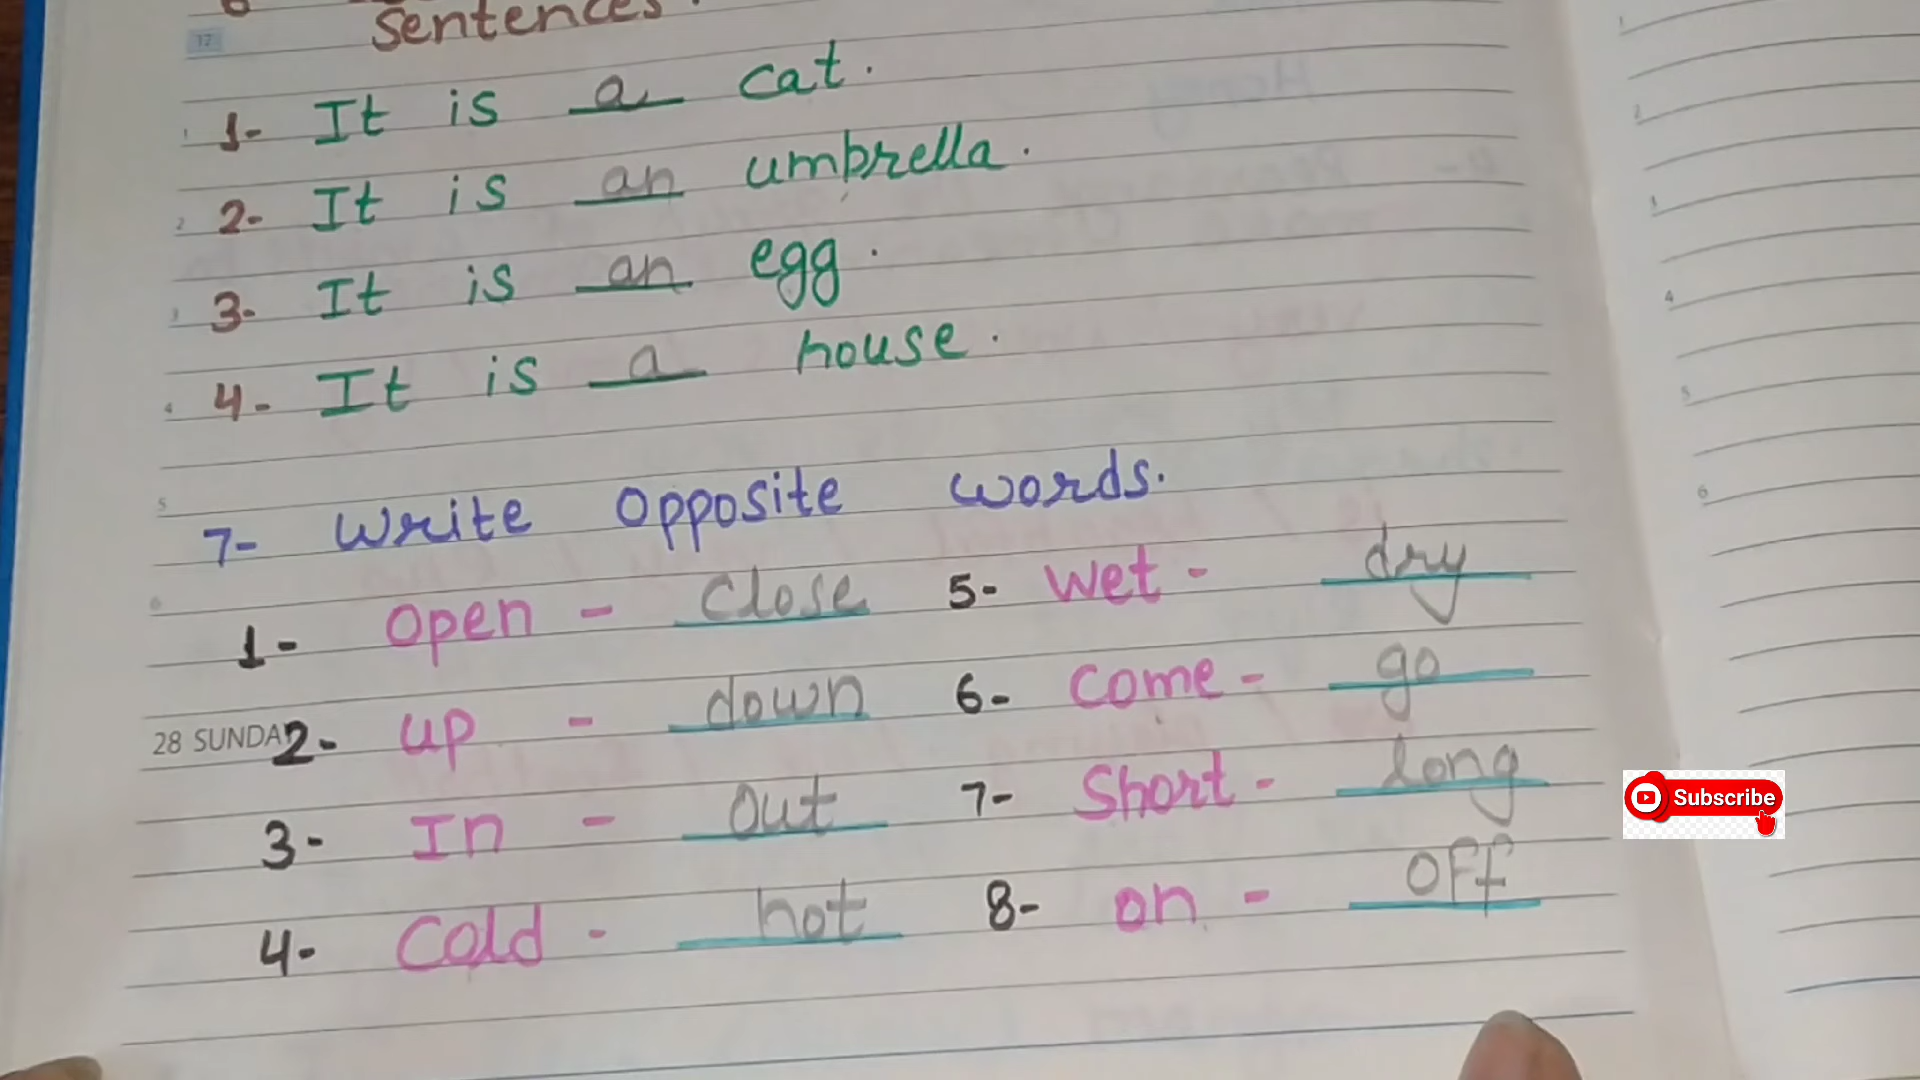 sentences.
17
1- It is a cat.
2- It is an umbrella.
3- It is an egg.
4- It is a house.
7- Write opposite words.
1- open - close
5- Wet - dry
2- up - down
6- Come - go
3- In - out
7- Short - long
4- Cold - hot
8- on - off
28 SUNDA
Subscribe